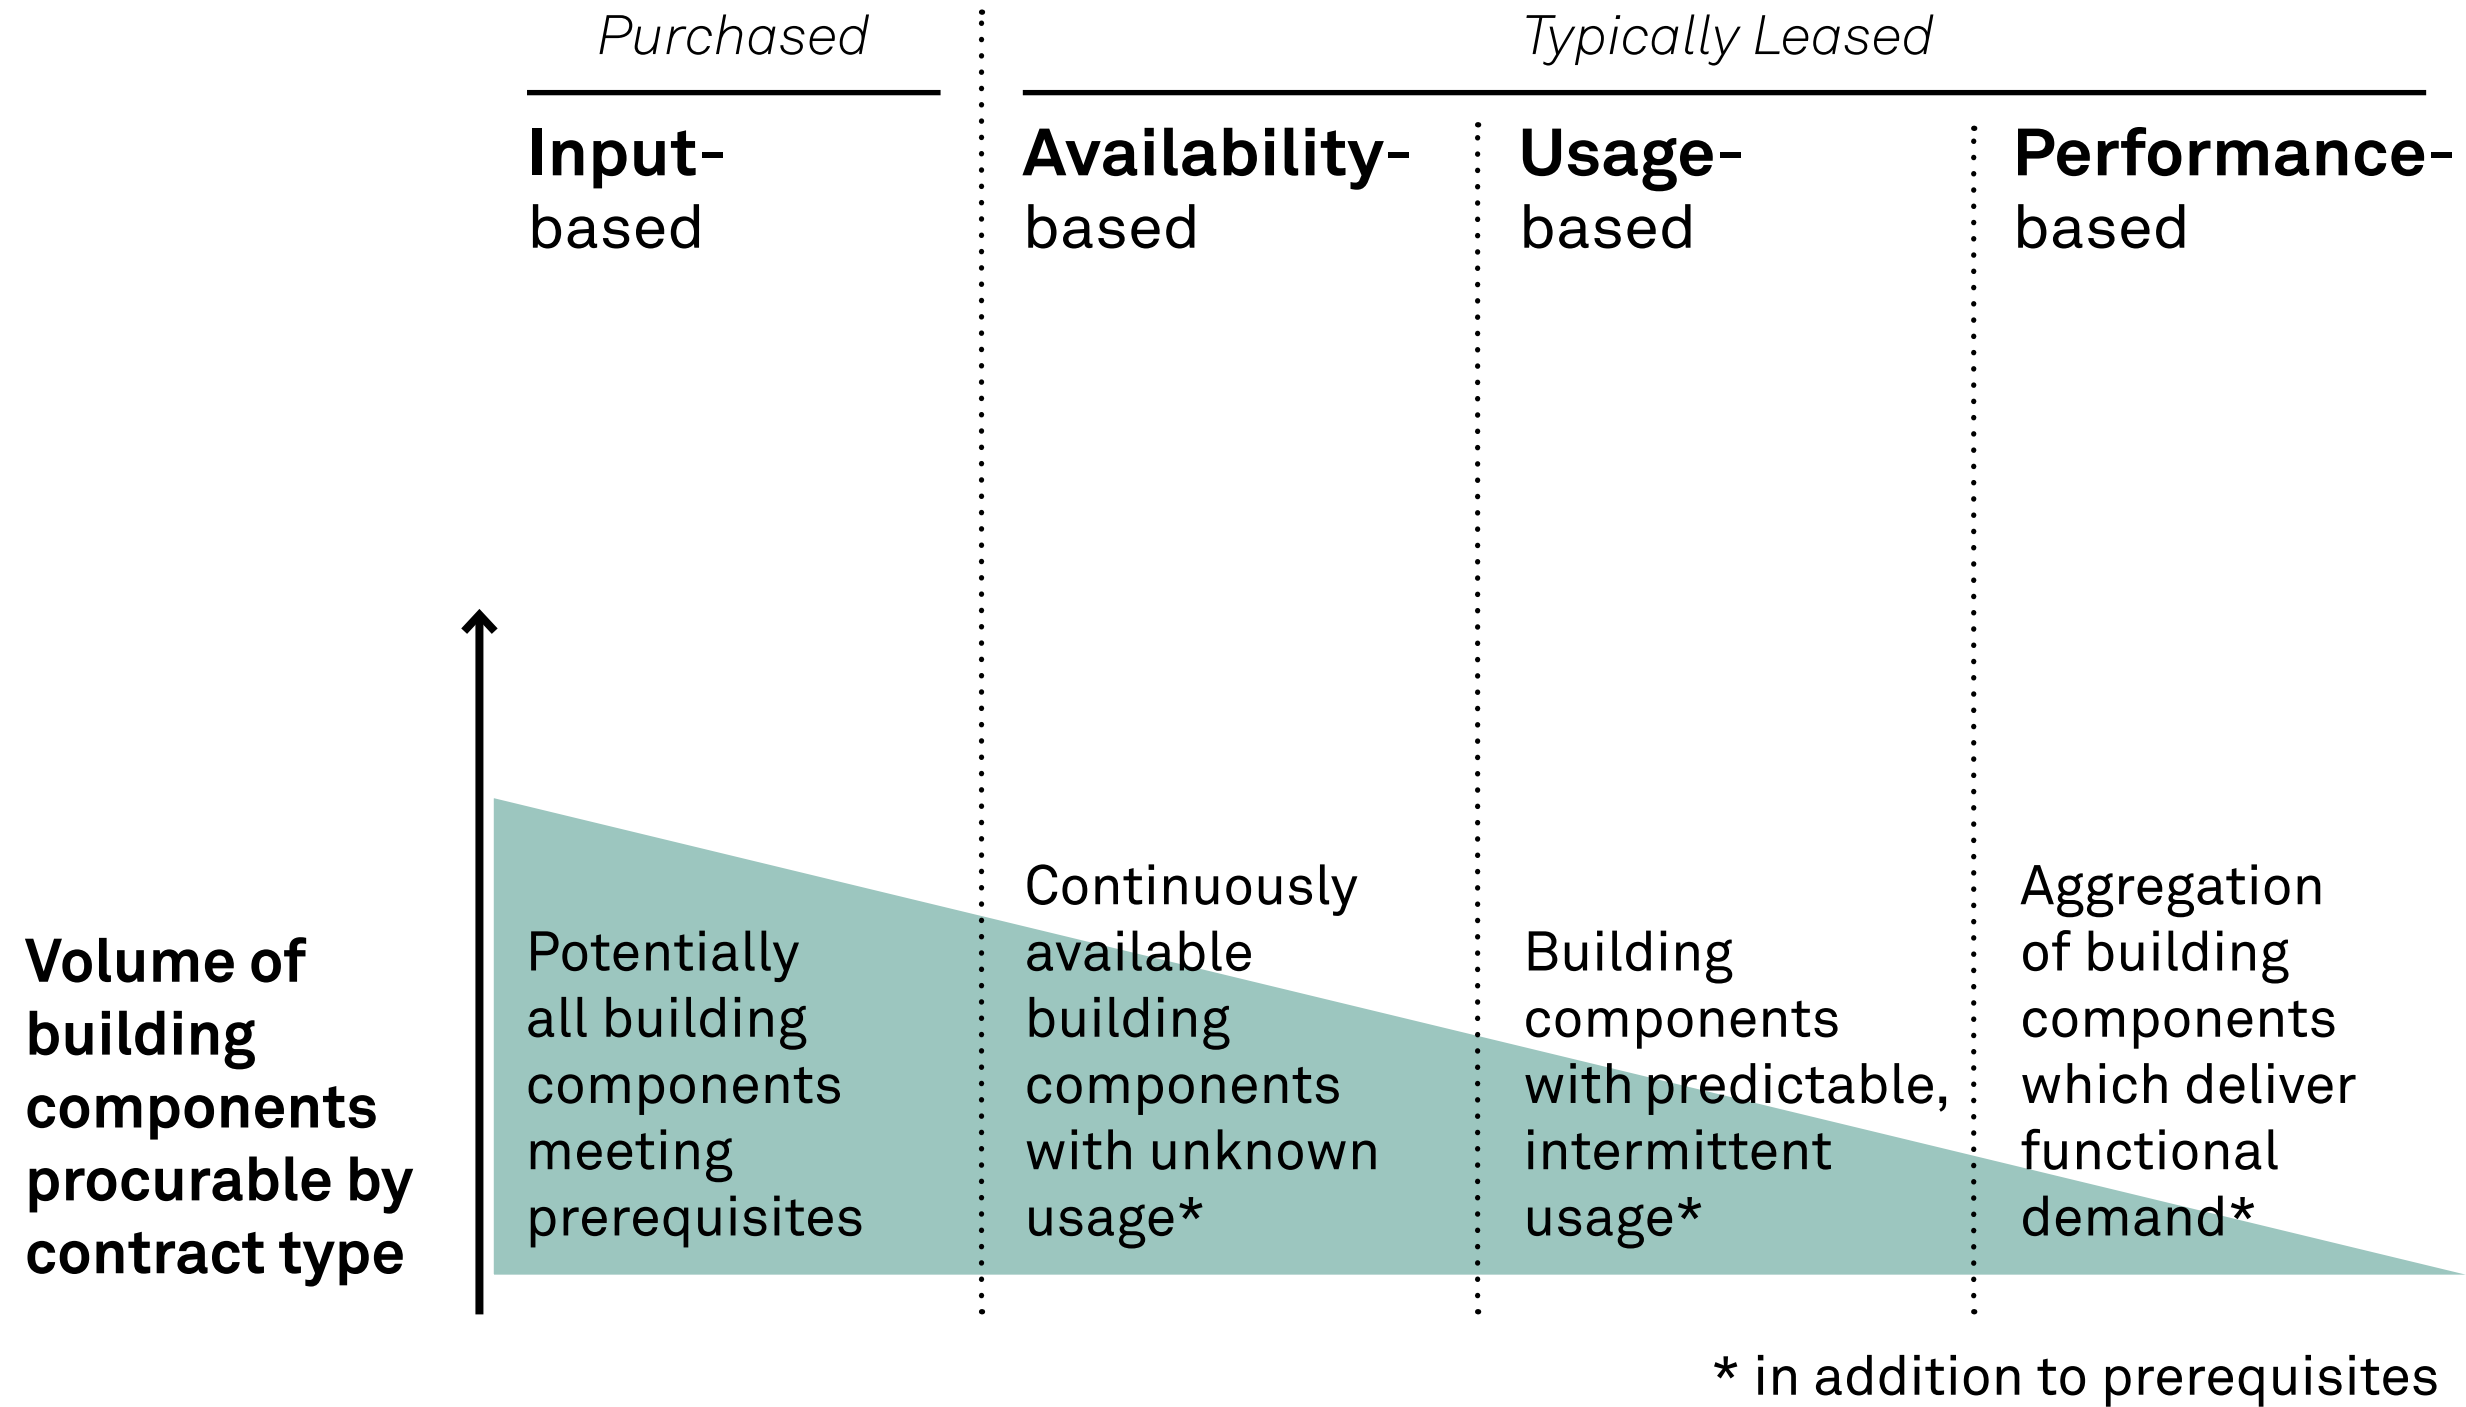 Purchased
Typically Leased
Input-
based
Availability-
based
Usage-
based
Performance-
based
Volume of
building
components
procurable by
contract type
Potentially
all building
components
meeting
prerequisites
Continuously
available
building
components
with unknown
usage*
Building
components
with predictable,
intermittent
usage*
Aggregation
of building
components
which deliver
functional
demand*
* in addition to prerequisites